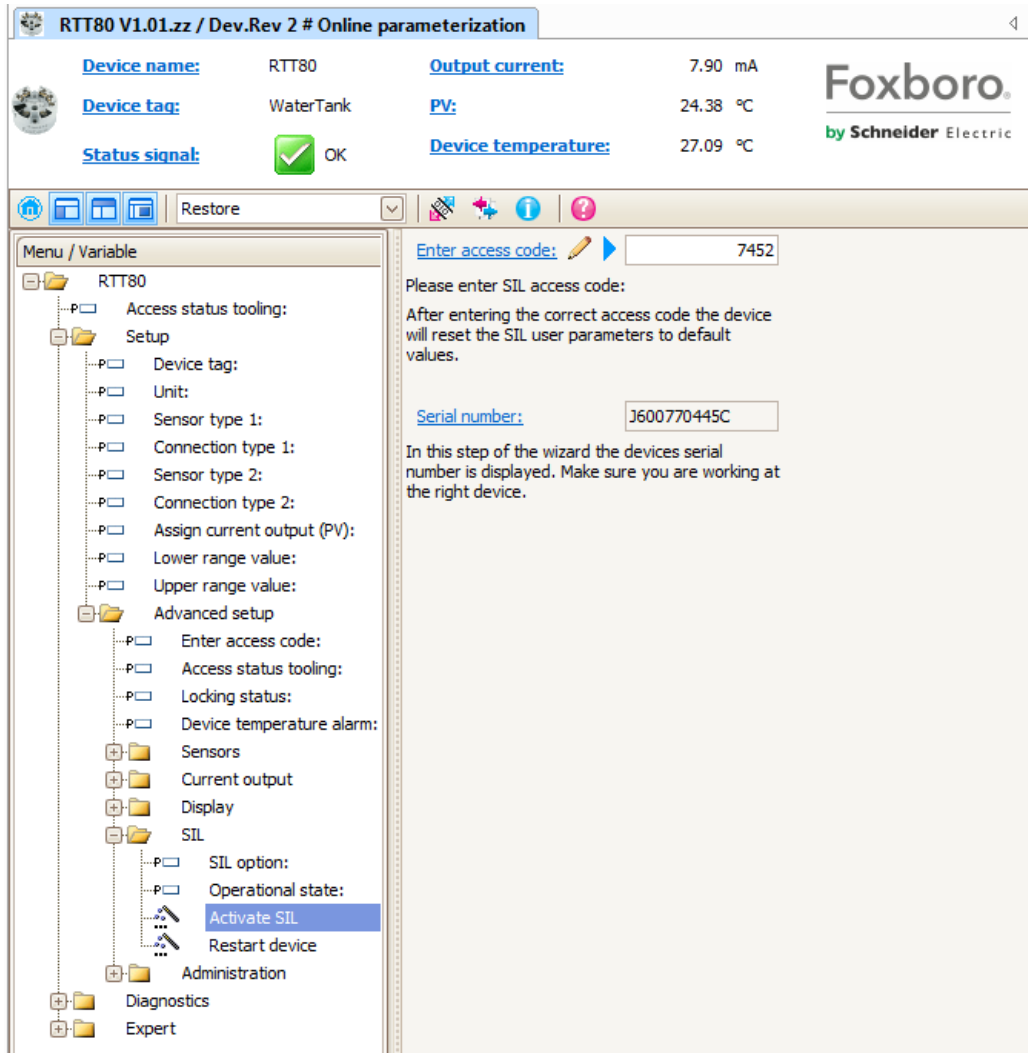 RTT80 V1.01.zz / Dev.Rev 2 # Online parameterization
Device name: RTT80 Output current: 7.90 mA
Device tag: WaterTank PV: 24.38 °C
Status signal: OK Device temperature: 27.09 °C
Foxboro.
by Schneider Electric
Restore
Menu / Variable
RTT80
Access status tooling:
Setup
Device tag:
Unit:
Sensor type 1:
Connection type 1:
Sensor type 2:
Connection type 2:
Assign current output (PV):
Lower range value:
Upper range value:
Advanced setup
Enter access code:
Access status tooling:
Locking status:
Device temperature alarm:
Sensors
Current output
Display
SIL
SIL option:
Operational state:
Activate SIL
Restart device
Administration
Diagnostics
Expert
Enter access code: 7452
Please enter SIL access code:
After entering the correct access code the device
will reset the SIL user parameters to default
values.
Serial number: J600770445C
In this step of the wizard the devices serial
number is displayed. Make sure you are working at
the right device.